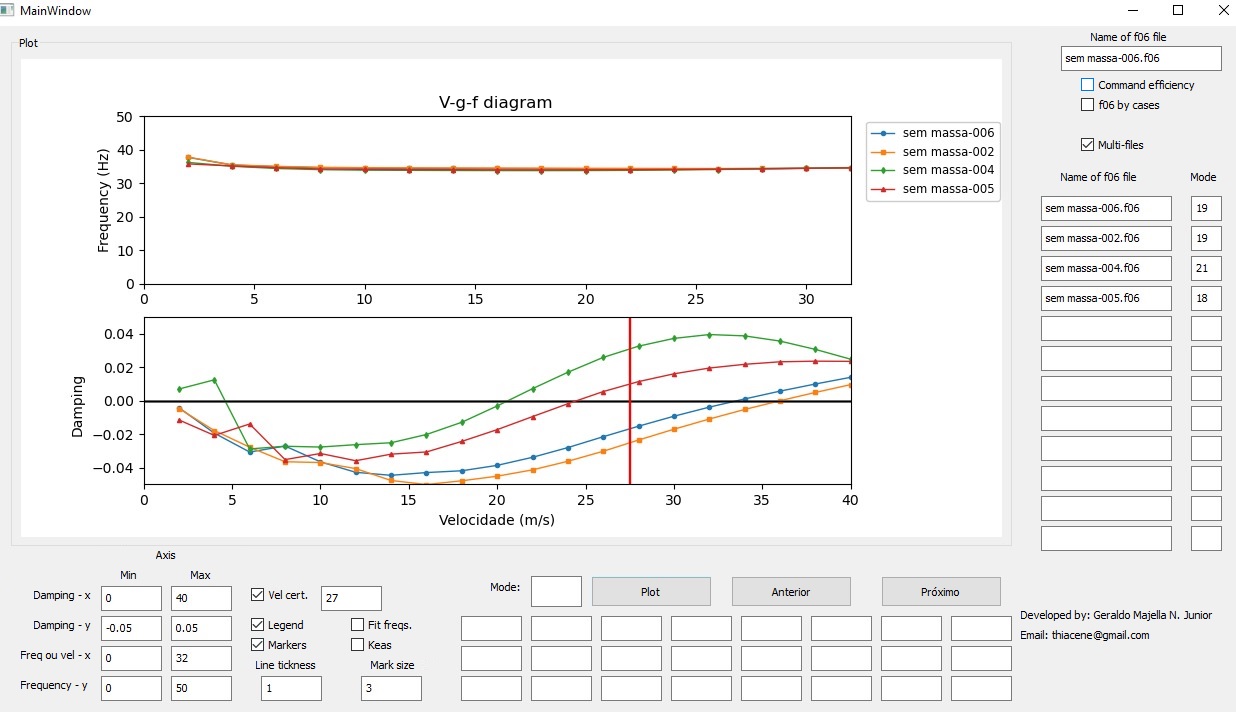 MainWindow
Plot
V-g-f diagram
50
40
30
20
10
0
Frequency (Hz)
0 5 10 15 20 25 30
sem massa-006
sem massa-002
sem massa-004
sem massa-005
0.04
0.02
0.00
−0.02
−0.04
Damping
0 5 10 15 20 25 30 35 40
Velocidade (m/s)
Name of f06 file
sem massa-006.f06
Command efficiency
f06 by cases
Multi-files
Name of f06 file Mode
sem massa-006.f06 19
sem massa-002.f06 19
sem massa-004.f06 21
sem massa-005.f06 18
Axis
Min Max
Damping - x 0 40
Damping - y -0.05 0.05
Freq ou vel - x 0 32
Frequency - y 0 50
Vel cert. 27
Legend Fit freqs.
Markers Keas
Line tickness Mark size
1 3
Mode: Plot Anterior Próximo
Developed by: Geraldo Majella N. Junior
Email: thiacene@gmail.com